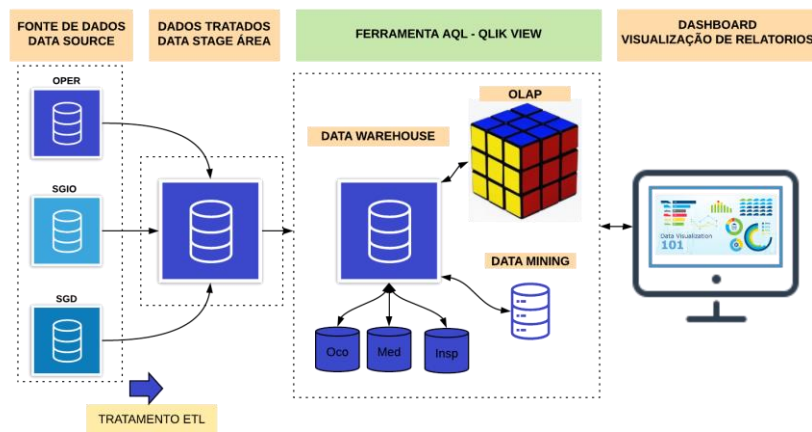 FONTE DE DADOS
DATA SOURCE
DADOS TRATADOS
DATA STAGE ÁREA
FERRAMENTA AQL - QLIK VIEW
DASHBOARD
VISUALIZAÇÃO DE RELATORIOS
OPER
SGIO
SGD
DATA WAREHOUSE
OLAP
DATA MINING
Oco
Med
Insp
Data Visualization
101
TRATAMENTO ETL